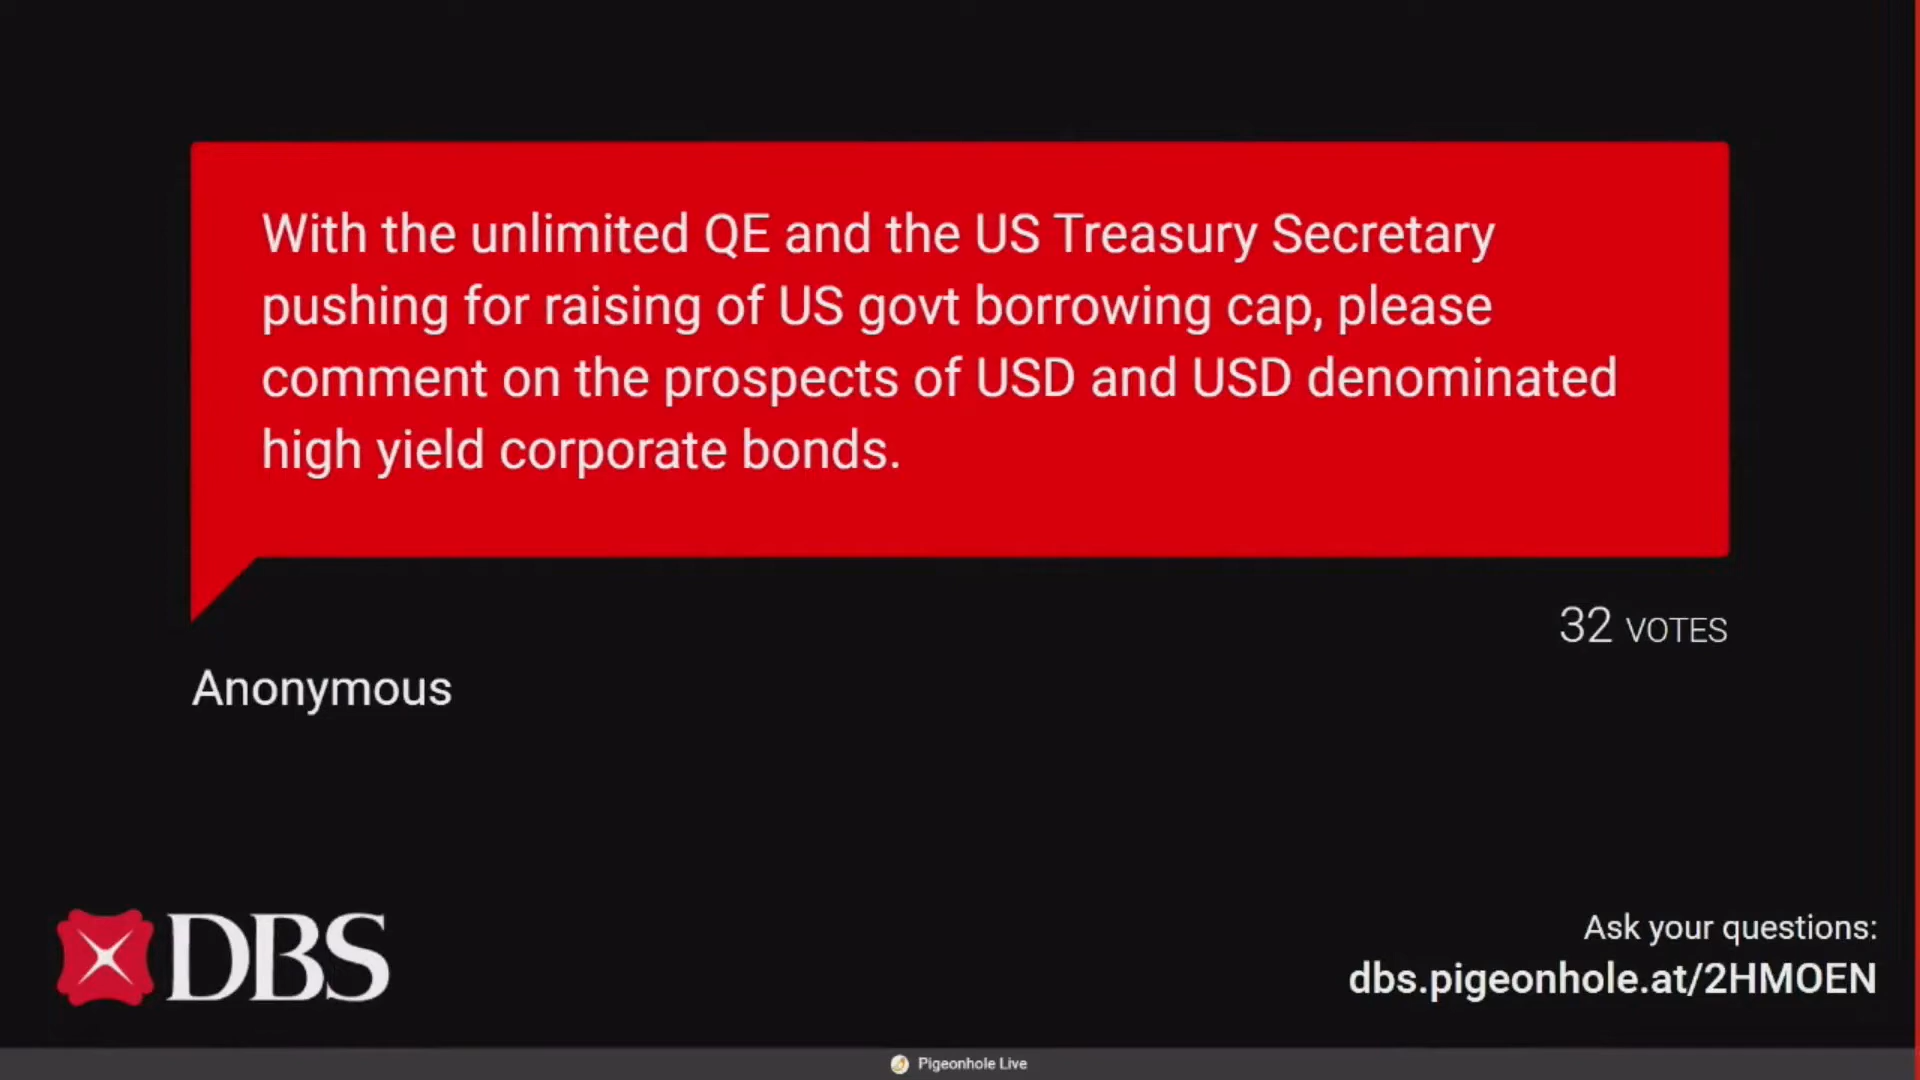 With the unlimited QE and the US Treasury Secretary
pushing for raising of US govt borrowing cap, please
comment on the prospects of USD and USD denominated
high yield corporate bonds.
32 VOTES
Anonymous
DBS
Ask your questions:
dbs.pigeonhole.at/2HMOEN
Pigeonhole Live